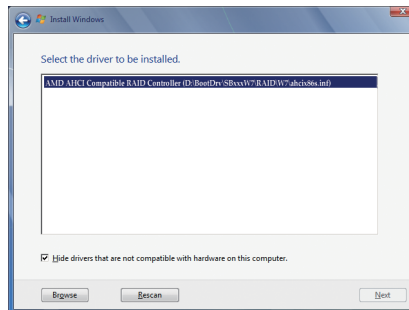 Install Windows
Select the driver to be installed.
AMD AHCI Compatible RAID Controller (D:\BootDrv\SBxxxW7\RAID\W7\ahcix86s.inf)
Hide drivers that are not compatible with hardware on this computer.
Browse Rescan Next